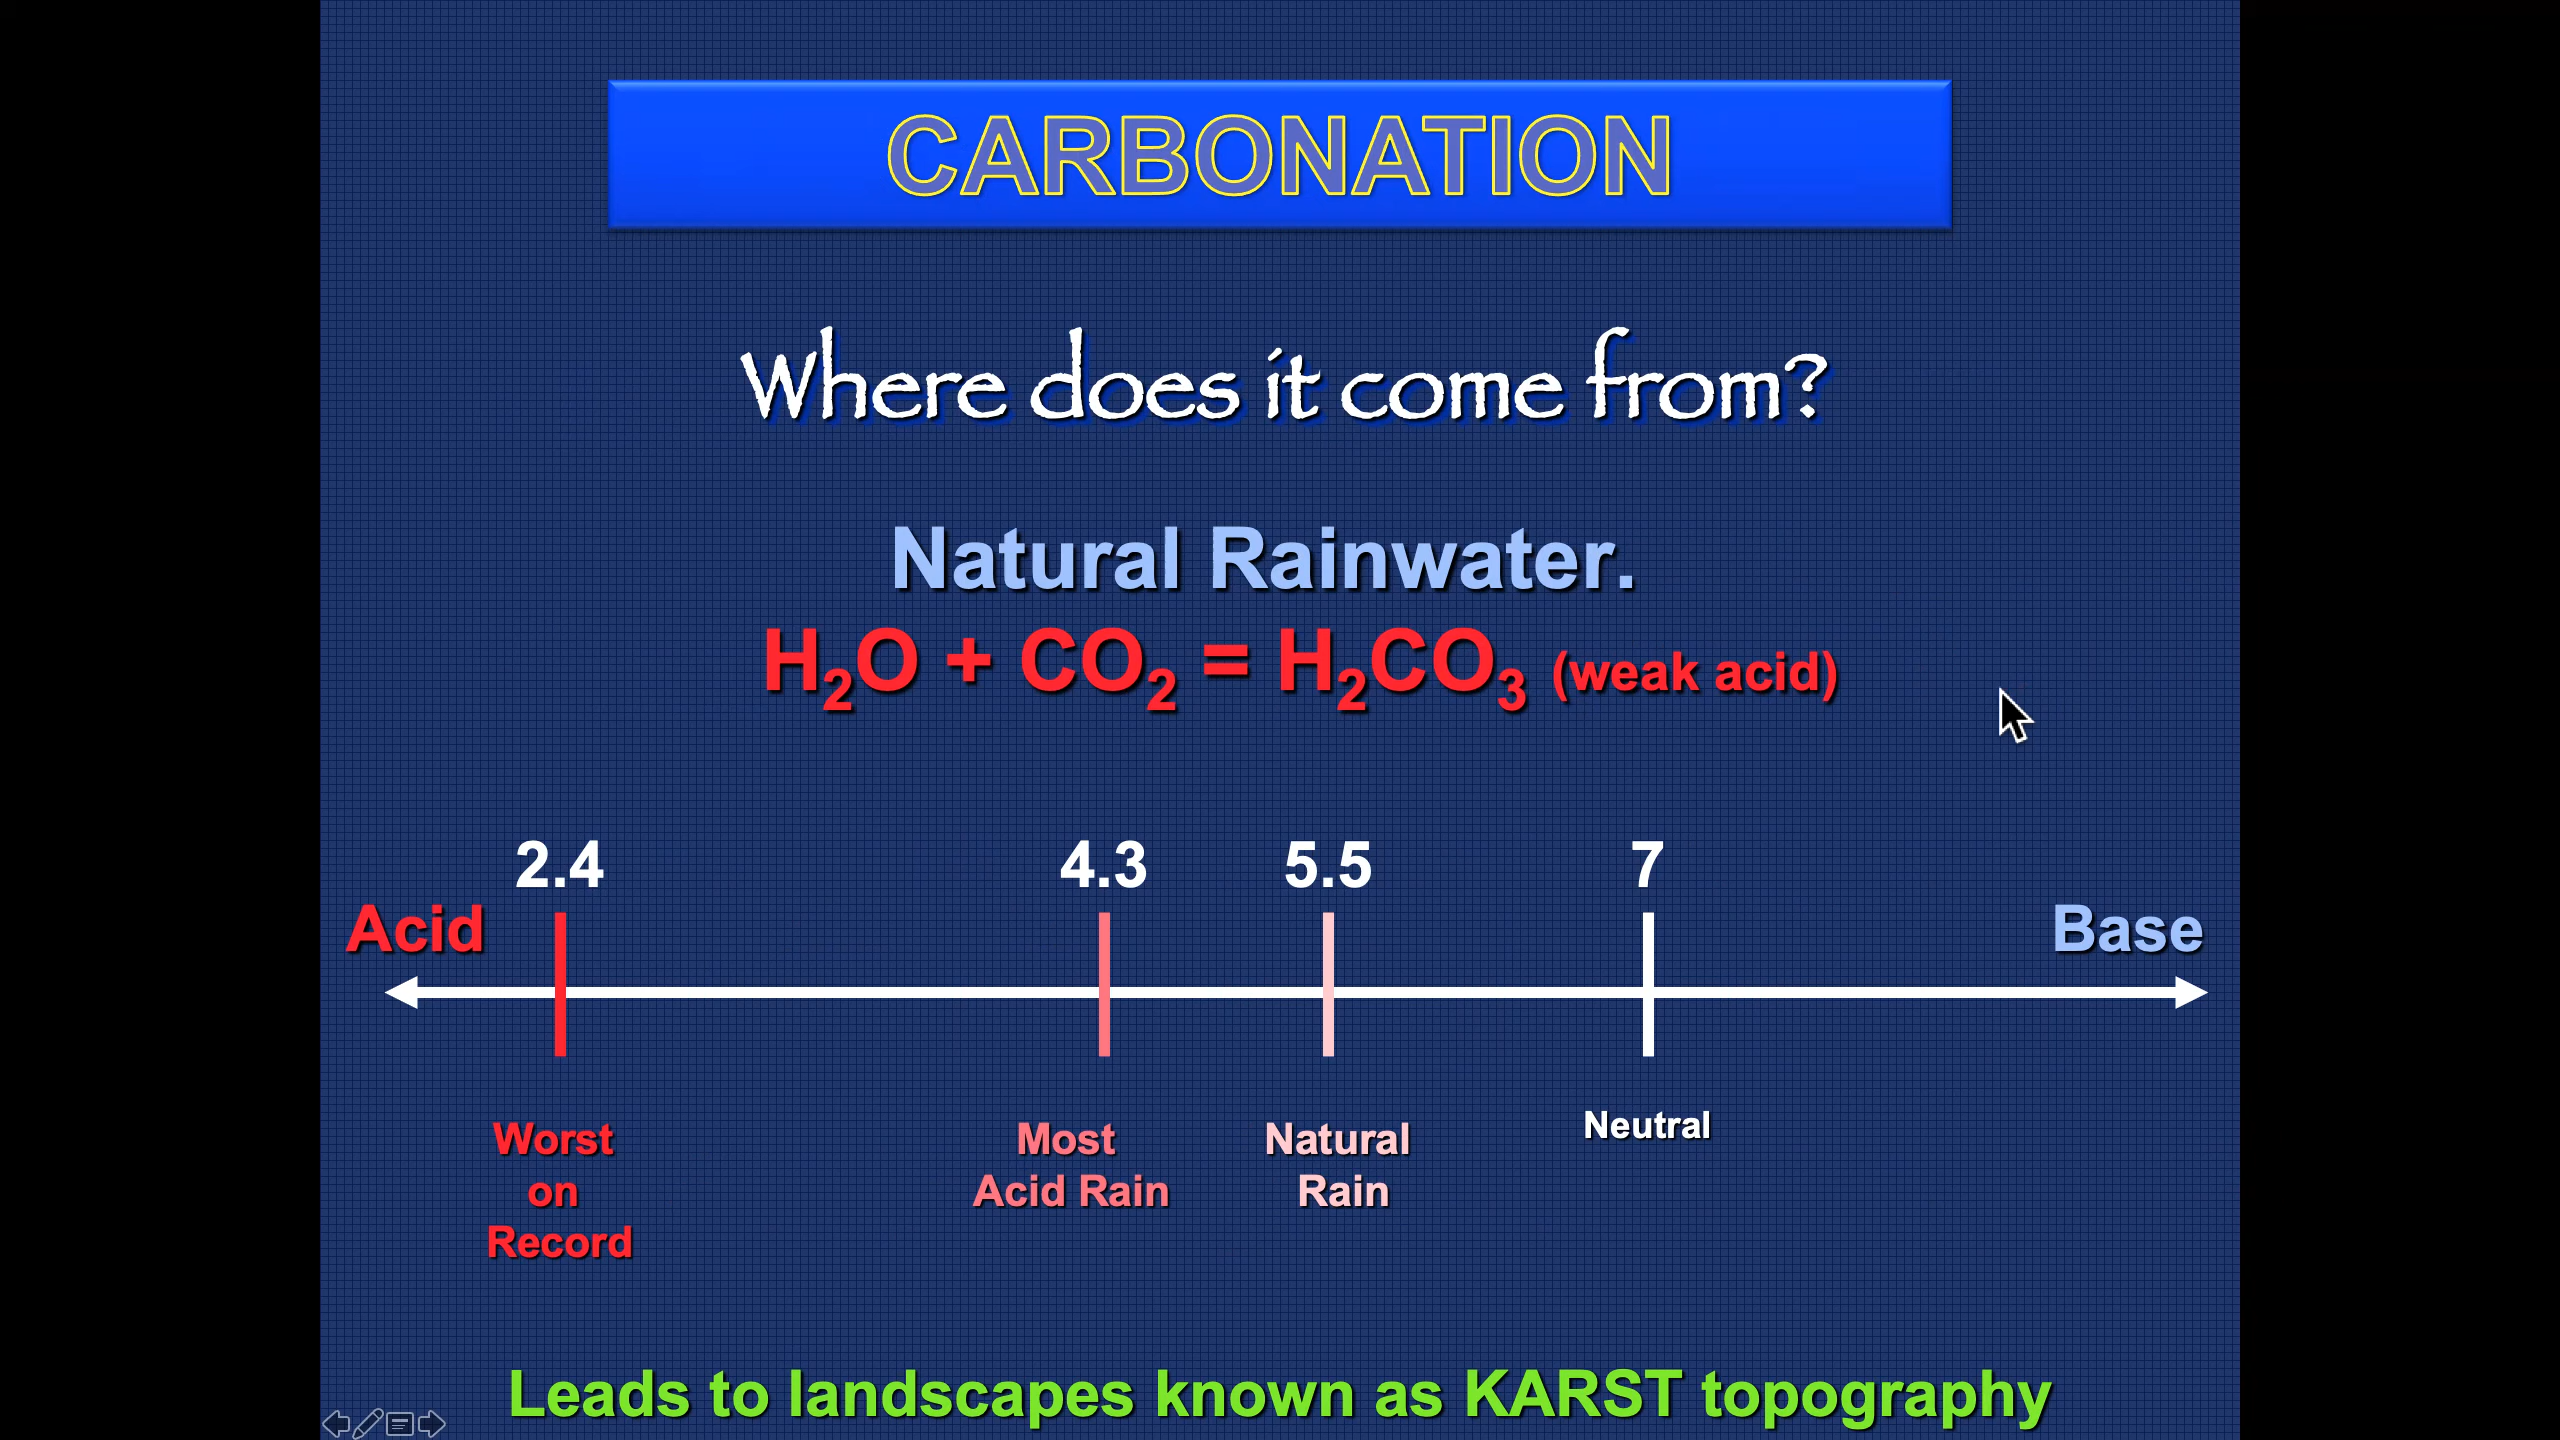 CARBONATION
Where does it come from?
Natural Rainwater.
H₂O + CO₂ = H₂CO₃ (weak acid)
2.4 4.3 5.5 7
Acid Base
Worst Most Natural Neutral
on Acid Rain Rain
Record
Leads to landscapes known as KARST topography